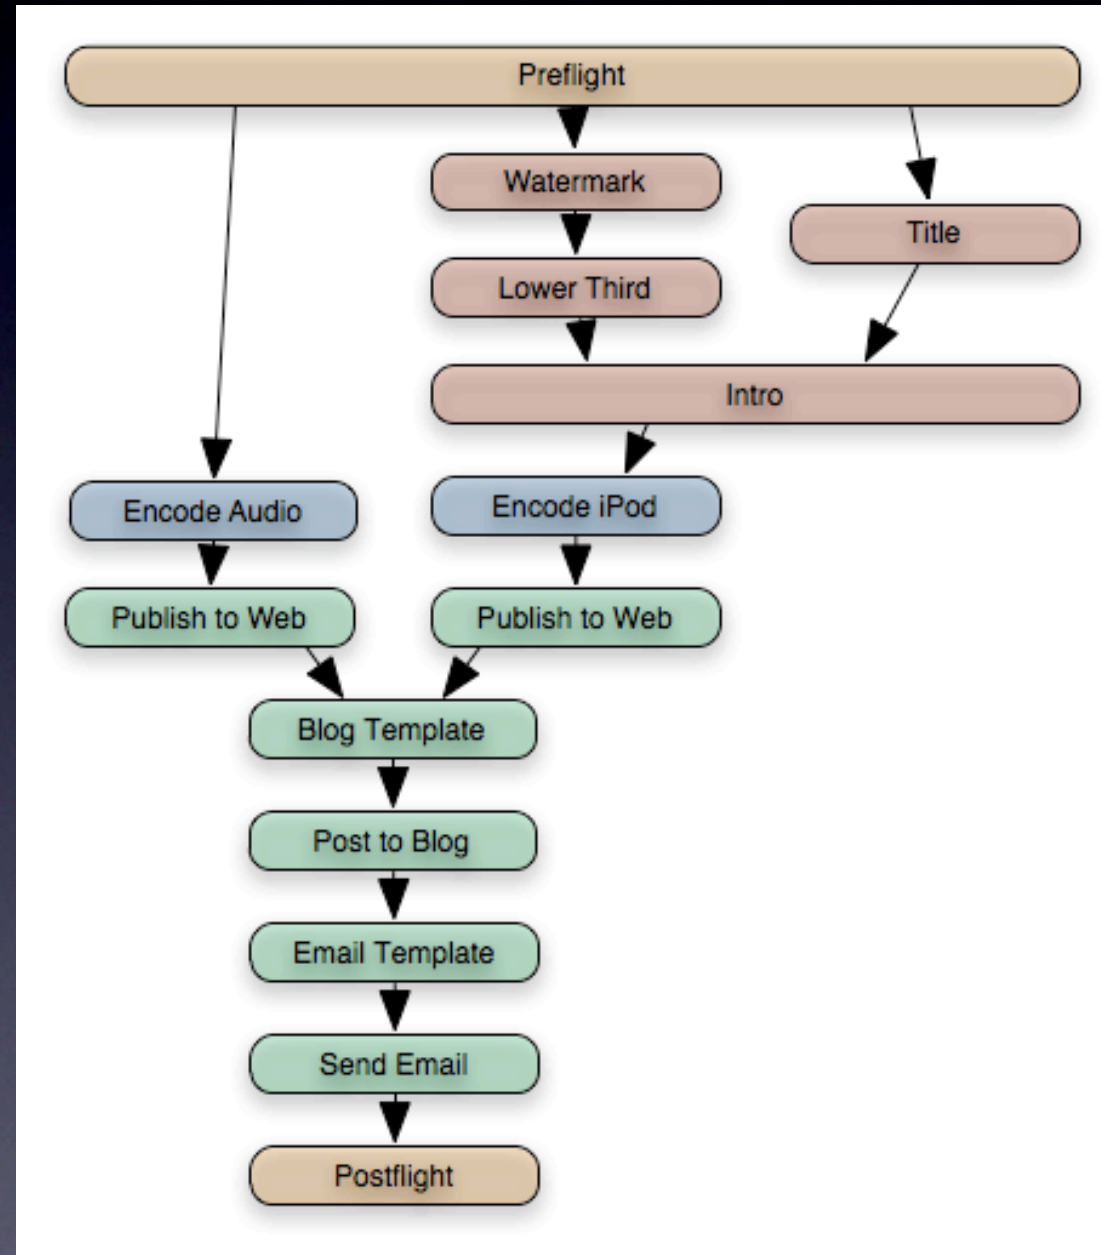 Preflight
Watermark
Title
Lower Third
Intro
Encode Audio
Encode iPod
Publish to Web
Publish to Web
Blog Template
Post to Blog
Email Template
Send Email
Postflight